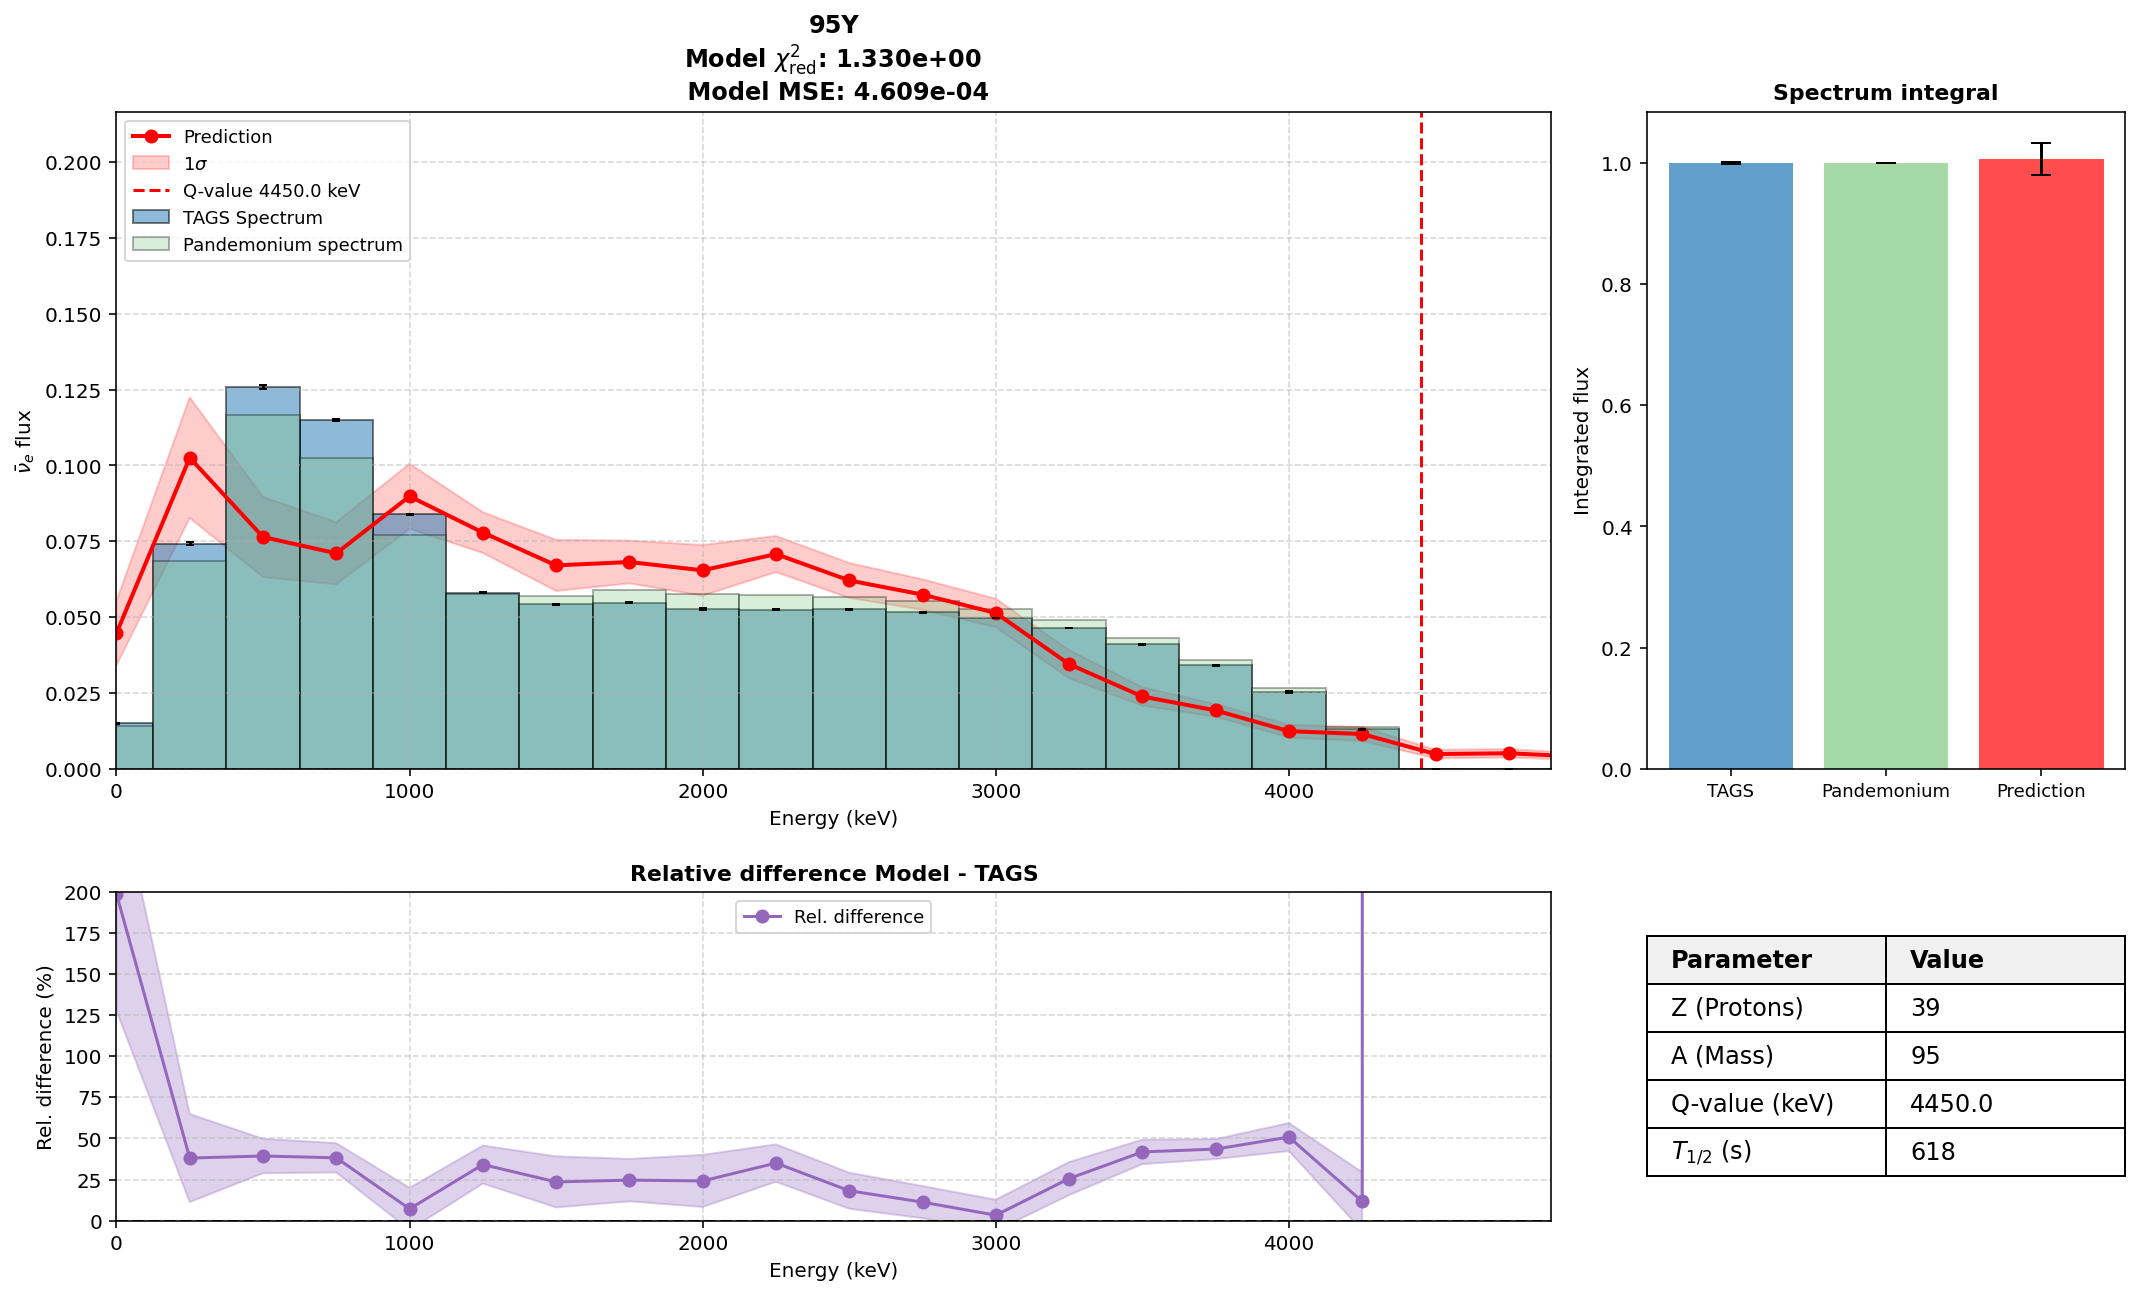 95Y
Model χ²red: 1.330e+00
Model MSE: 4.609e-04
Prediction
1σ
Q-value 4450.0 keV
TAGS Spectrum
Pandemonium spectrum
ν̄e flux
0.200
0.175
0.150
0.125
0.100
0.075
0.050
0.025
0.000
0 1000 2000 3000 4000
Energy (keV)
Spectrum integral
Integrated flux
1.0
0.8
0.6
0.4
0.2
0.0
TAGS Pandemonium Prediction
Relative difference Model - TAGS
Rel. difference
Rel. difference (%)
200
175
150
125
100
75
50
25
0
0 1000 2000 3000 4000
Energy (keV)
Parameter Value
Z (Protons) 39
A (Mass) 95
Q-value (keV) 4450.0
T1/2 (s) 618